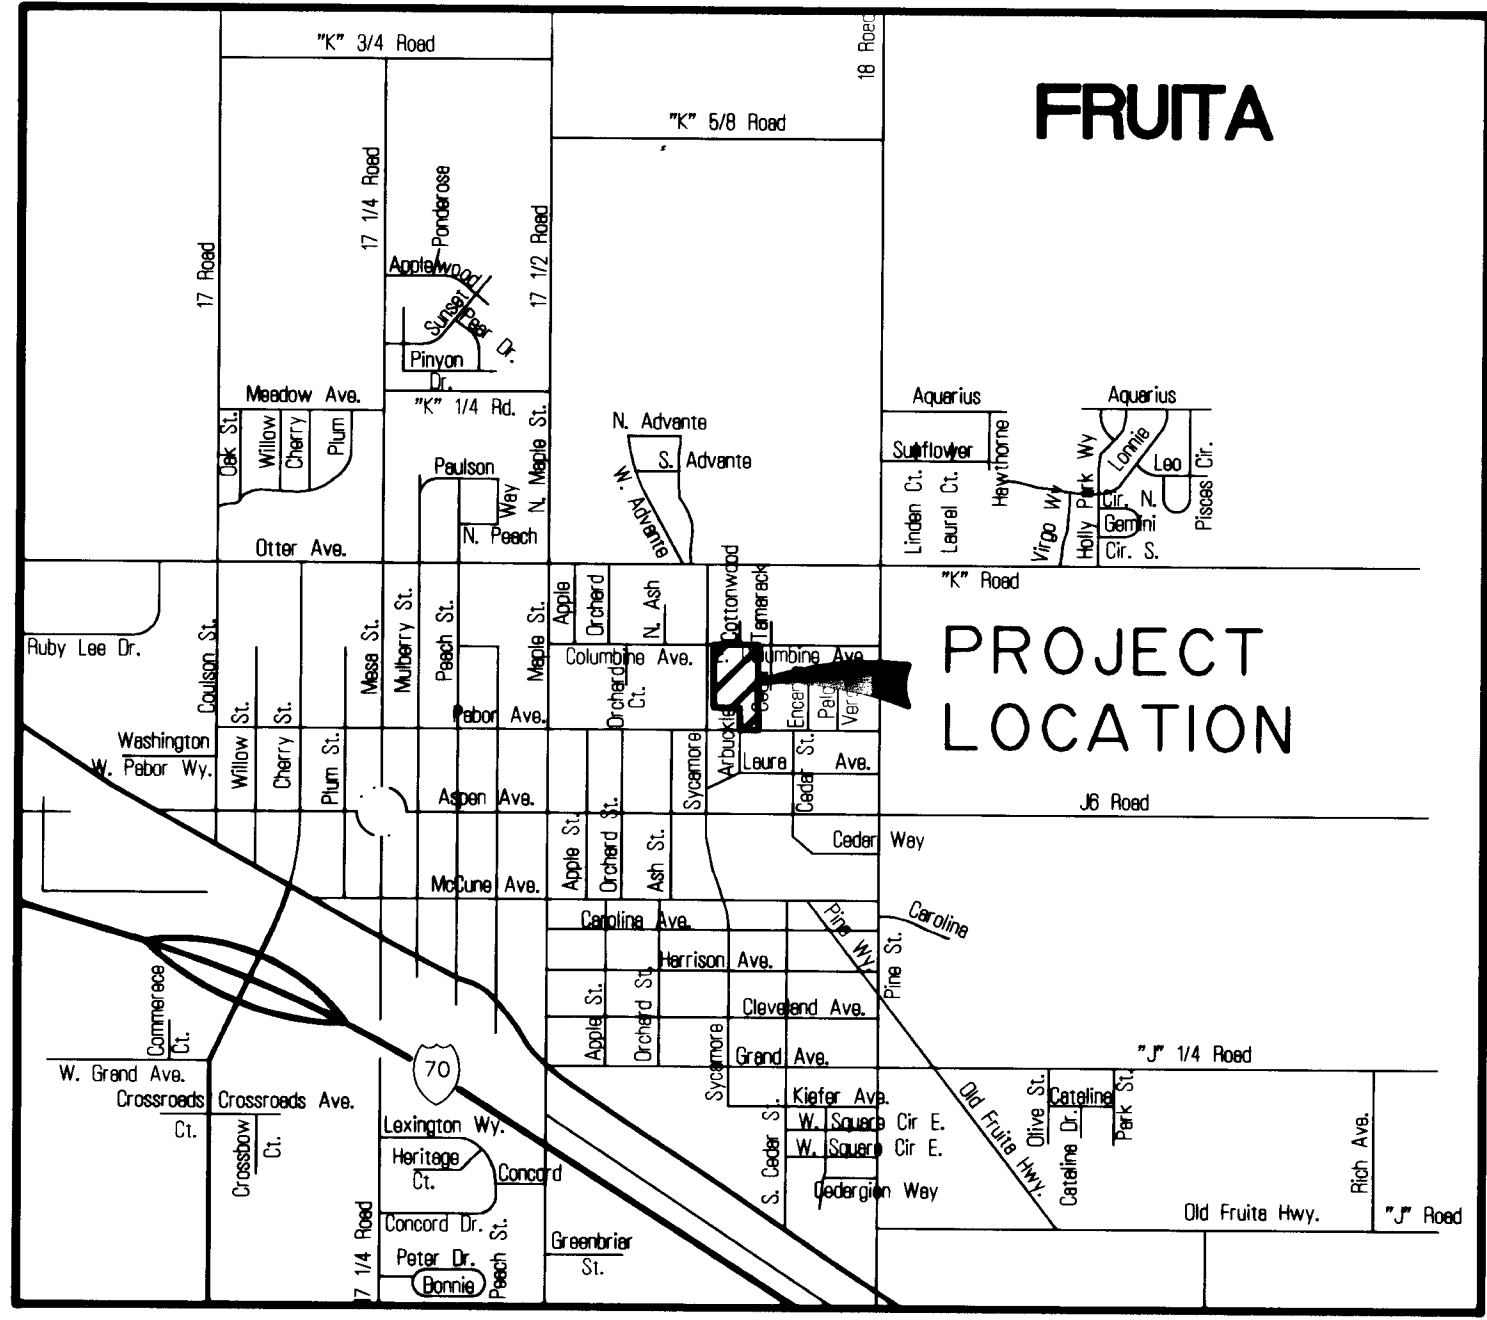 "K" 3/4 Road
18 Road
FRUITA
"K" 5/8 Road
17 Road
17 1/4 Road
Ponderose
17 1/2 Road
Applewood
Sunset
Pear Dr.
Pinyon
Dr.
Meadow Ave.
"K" 1/4 Rd.
Oak St.
Willow
Cherry
Plum
N. Maple St.
Paulson
Way
N. Peach
N. Advante
S. Advante
W. Advante
Aquarius
Sunflower
Hawthorne
Linden Ct.
Laurel Ct.
Aquarius
Holly Park Wy
Lonnie
Leo
Pisces Cir.
Cir. N.
Gemini
Cir. S.
Virgo Wy
Otter Ave.
"K" Road
Ruby Lee Dr.
Coulson St.
Mesa St.
Mulberry St.
Peach St.
Maple St.
Apple
Orchard
N. Ash
Cottonwood
Tamarack
Columbine Ave.
Orchard
Ct.
PROJECT
LOCATION
Pabor Ave.
Washington
W. Pabor Wy.
Willow St.
Cherry St.
Plum St.
Sycamore
Arbuckle
Laura Ave.
Cedar St.
Aspen Ave.
J6 Road
Cedar Way
Apple St.
Orchard St.
Ash St.
McCune Ave.
Carolina Ave.
Pine Wy.
Carolina
Pine St.
Harrison Ave.
Cleveland Ave.
Apple St.
Orchard St.
Sycamore
Grand Ave.
"J" 1/4 Road
Commerece
Ct.
W. Grand Ave.
70
Crossroads
Ct.
Crossroads Ave.
Crossbow
Ct.
Kiefer Ave.
W. Square Cir E.
W. Square Cir E.
S. Cedar St.
Cedargien Way
Old Fruita Hwy.
Olive St.
Catalina
Catalina Dr.
Park St.
Rich Ave.
Lexington Wy.
Heritage
Ct.
Concord
Concord Dr.
17 1/4 Road
Peach St.
Peter Dr.
Bonnie
Greenbriar
St.
Old Fruita Hwy.
"J" Road